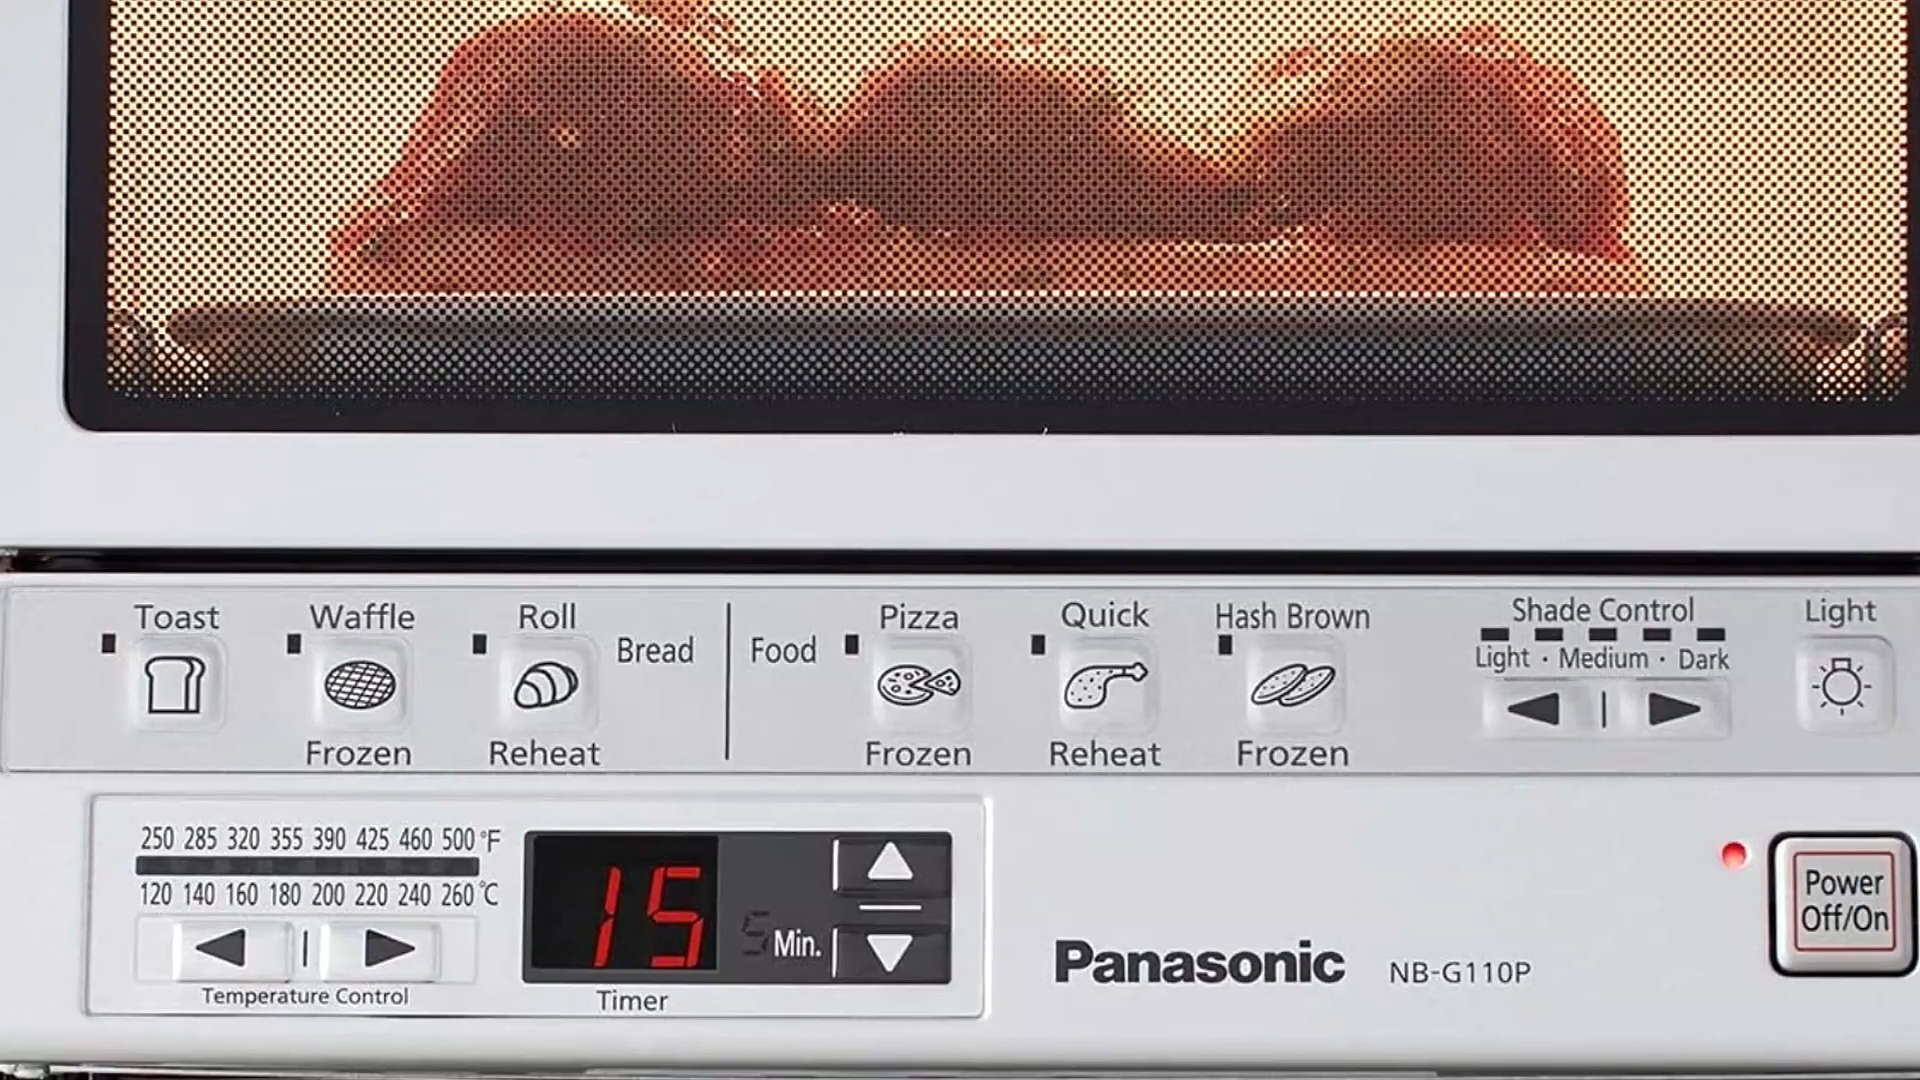 Toast
Waffle
Roll
Bread
Food
Pizza
Quick
Hash Brown
Shade Control
Light
Light · Medium · Dark
Frozen
Reheat
Frozen
Reheat
Frozen
250 285 320 355 390 425 460 500 °F
120 140 160 180 200 220 240 260 °C
Temperature Control
15
5 Min.
Timer
Panasonic NB-G110P
Power
Off/On